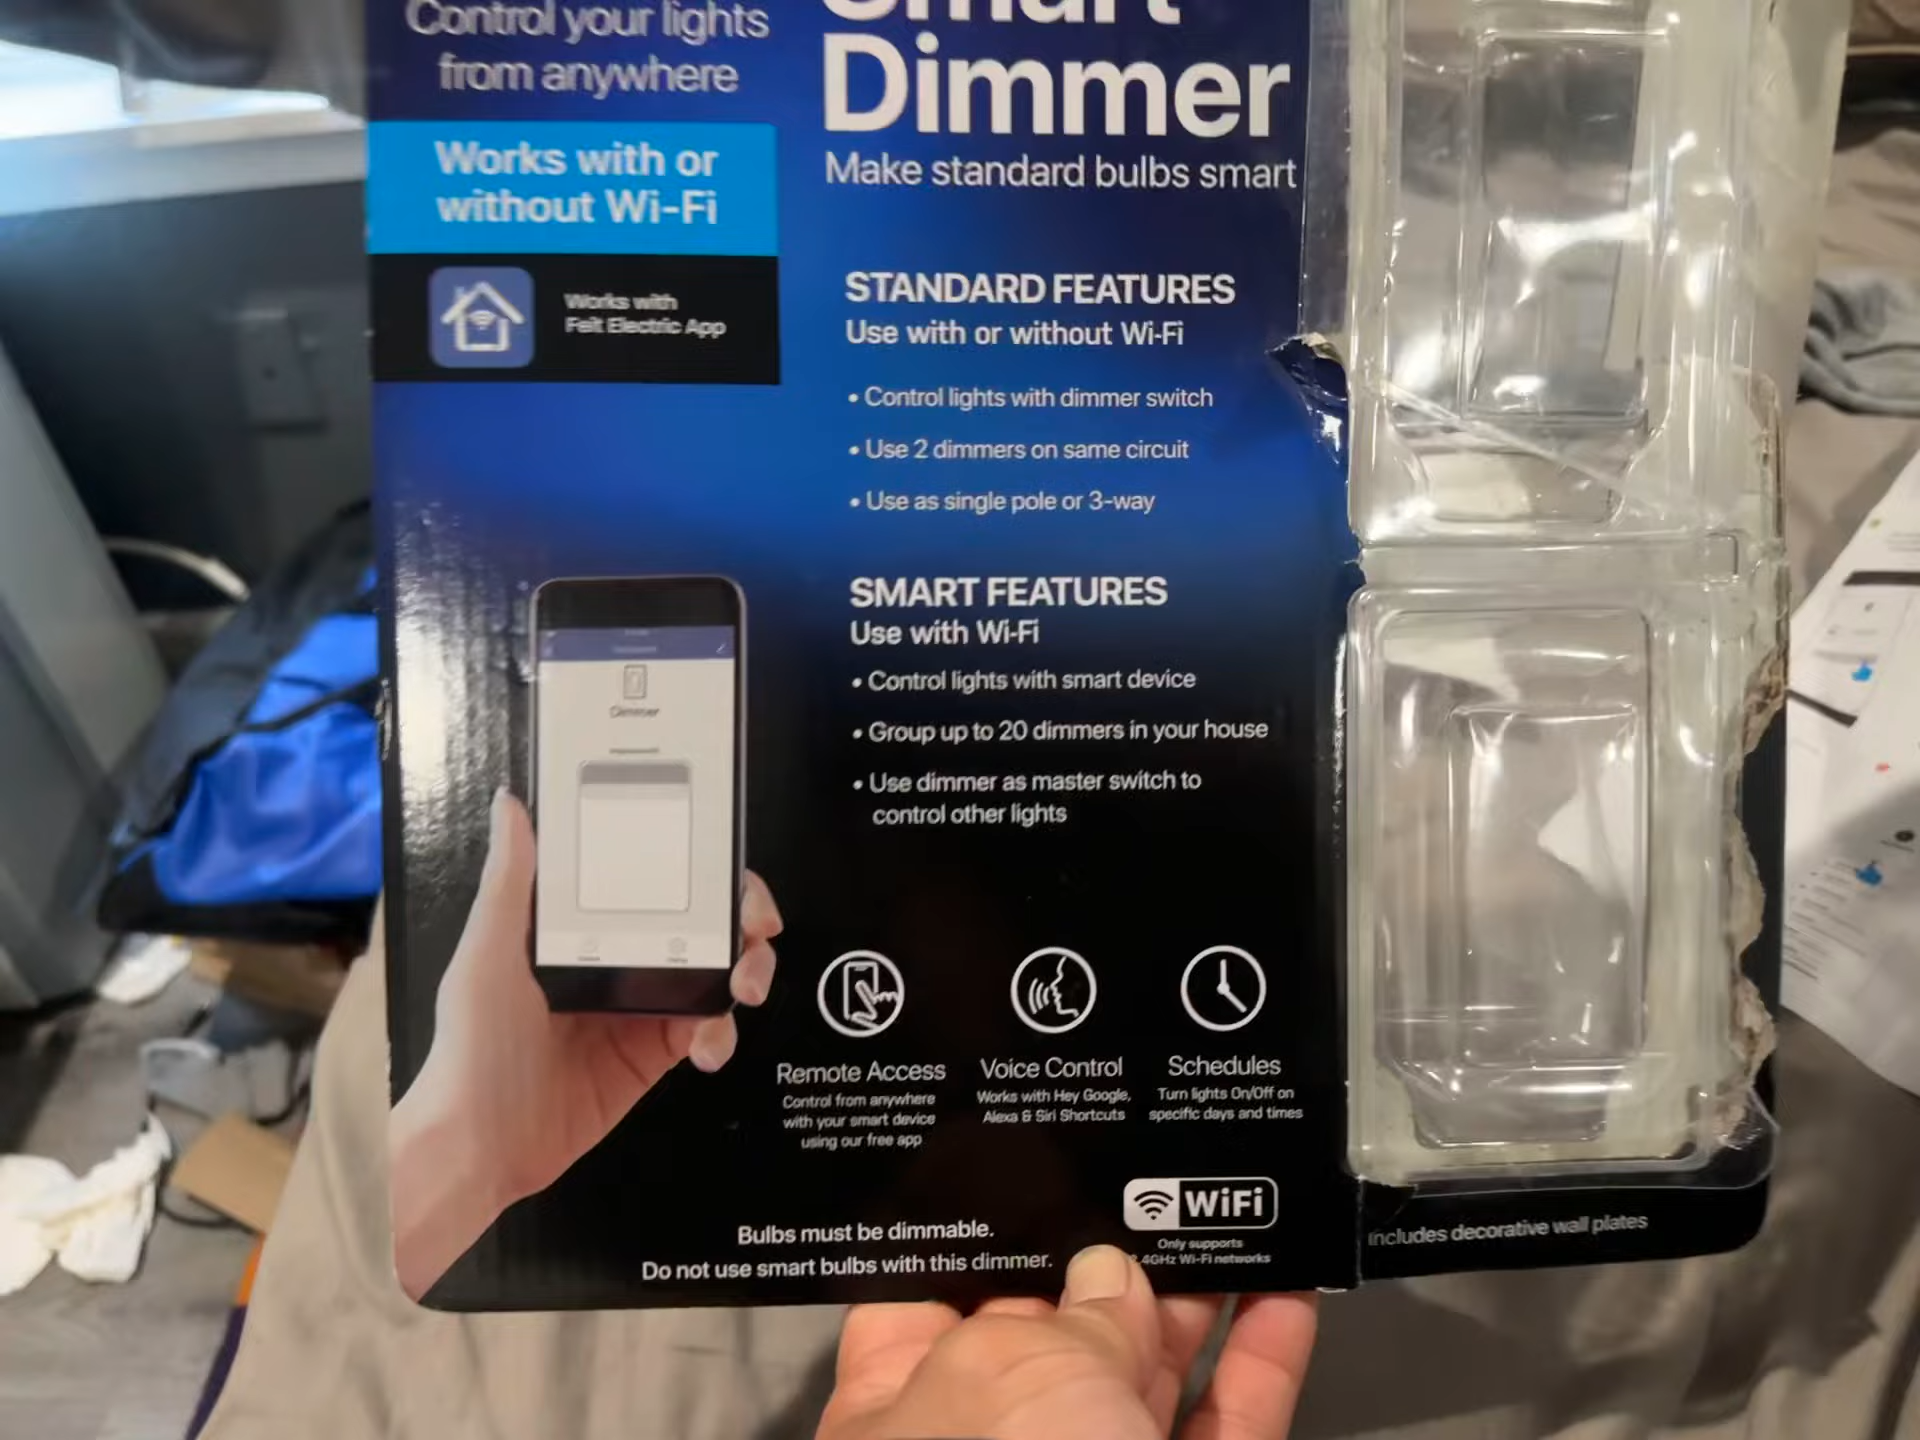 Control your lights
from anywhere
Works with or
without Wi-Fi
Works with
Feit Electric App
Smart
Dimmer
Make standard bulbs smart
STANDARD FEATURES
Use with or without Wi-Fi
• Control lights with dimmer switch
• Use 2 dimmers on same circuit
• Use as single pole or 3-way
SMART FEATURES
Use with Wi-Fi
• Control lights with smart device
• Group up to 20 dimmers in your house
• Use dimmer as master switch to
control other lights
Dimmer
Remote Access
Control from anywhere
with your smart device
using our free app
Voice Control
Works with Hey Google,
Alexa & Siri Shortcuts
Schedules
Turn lights On/Off on
specific days and times
Bulbs must be dimmable.
Do not use smart bulbs with this dimmer.
WiFi
Only supports
.4GHz Wi-Fi networks
Includes decorative wall plates